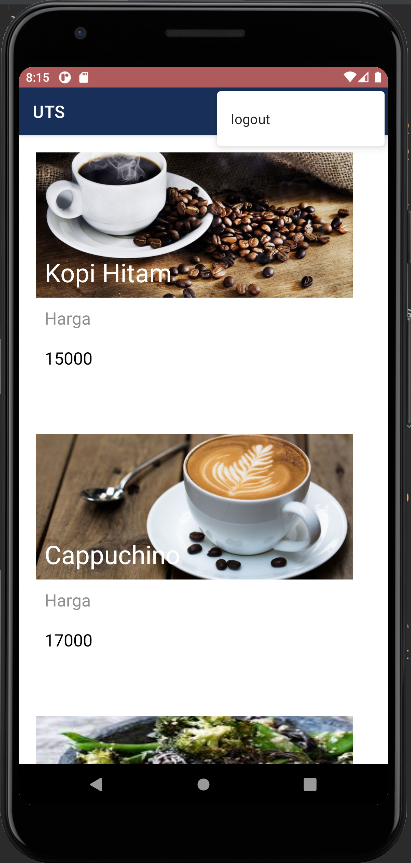 8:15
UTS
logout
Kopi Hitam
Harga
15000
Cappuchino
Harga
17000